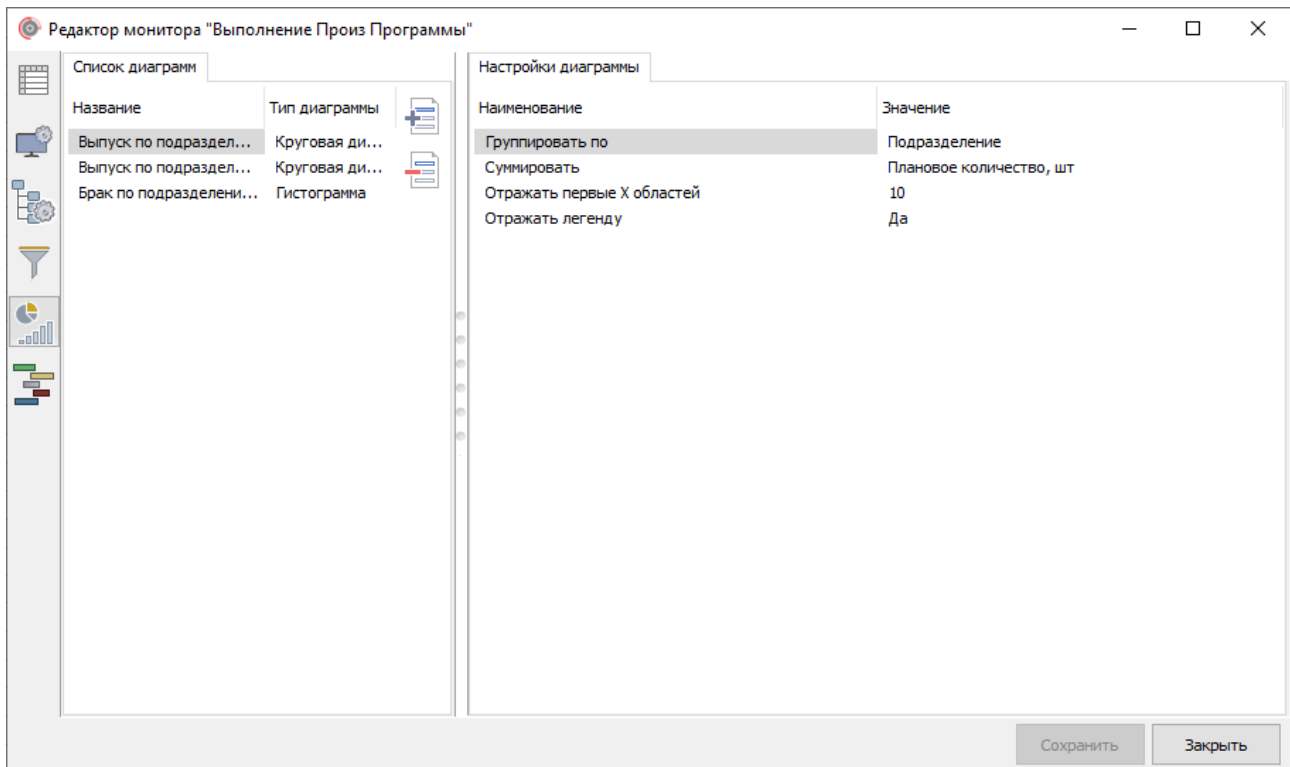 Редактор монитора "Выполнение Произ Программы"
Список диаграмм
Название Тип диаграммы
Выпуск по подраздел... Круговая ди...
Выпуск по подраздел... Круговая ди...
Брак по подразделени... Гистограмма
Настройки диаграммы
Наименование Значение
Группировать по Подразделение
Суммировать Плановое количество, шт
Отражать первые X областей 10
Отражать легенду Да
Сохранить Закрыть